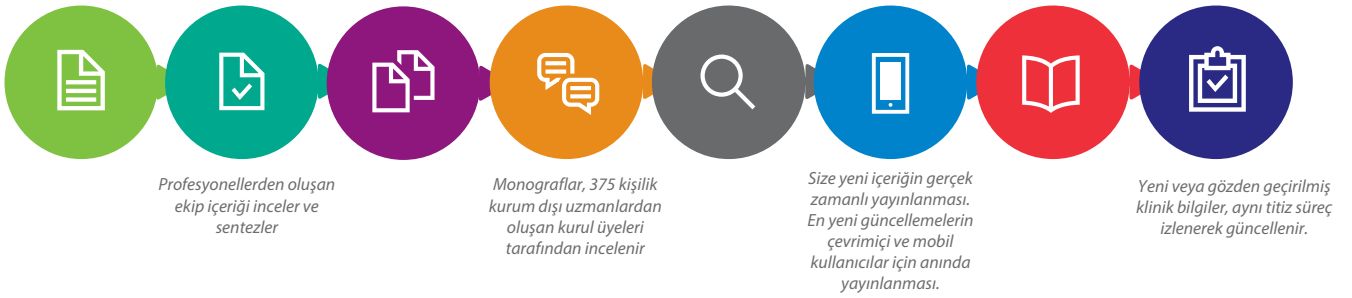 Profesyonellerden oluşan
ekip içeriği inceler ve
sentezler
Monograflar, 375 kişilik
kurum dışı uzmanlardan
oluşan kurul üyeleri
tarafından incelenir
Size yeni içeriğin gerçek
zamanlı yayınlanması.
En yeni güncellemelerin
çevrimiçi ve mobil
kullanıcılar için anında
yayınlanması.
Yeni veya gözden geçirilmiş
klinik bilgiler, aynı titiz süreç
izlenerek güncellenir.